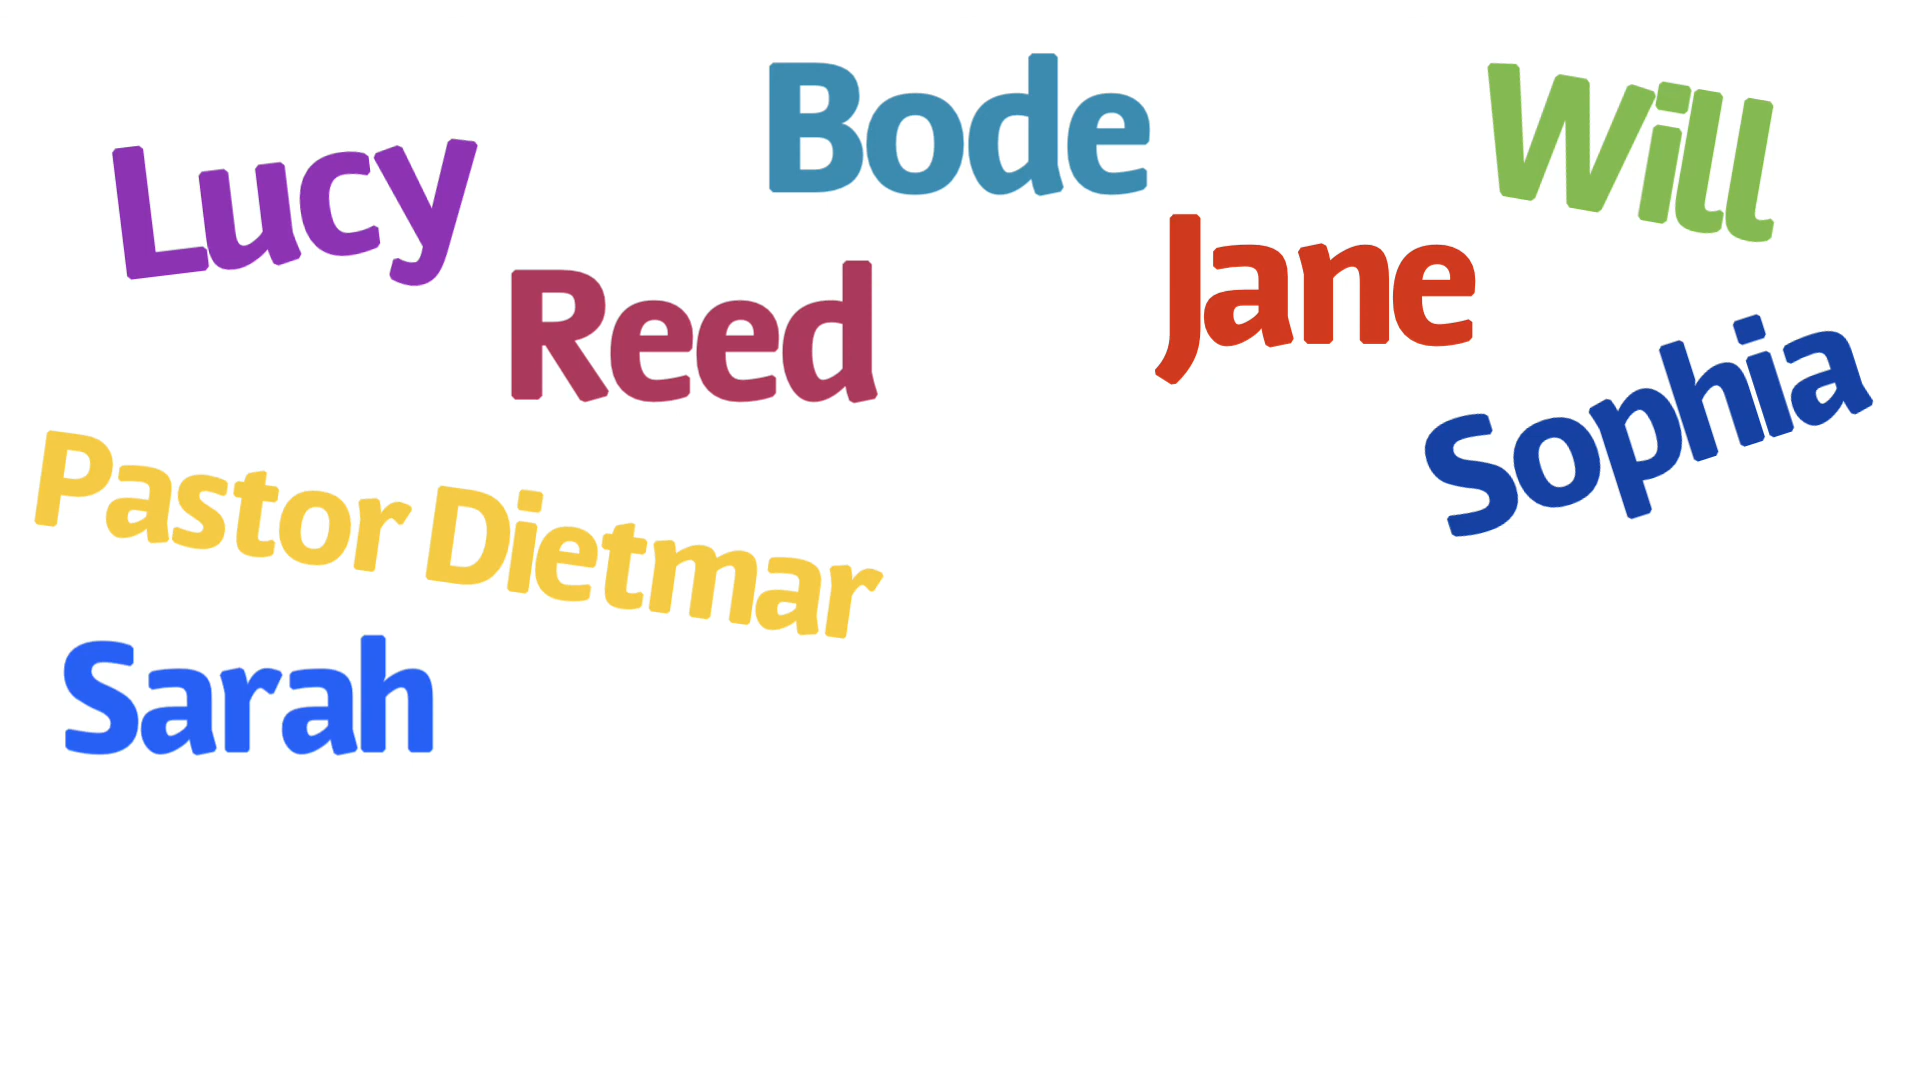 Lucy
Bode
Will
Reed
Jane
Sophia
Pastor Dietmar
Sarah